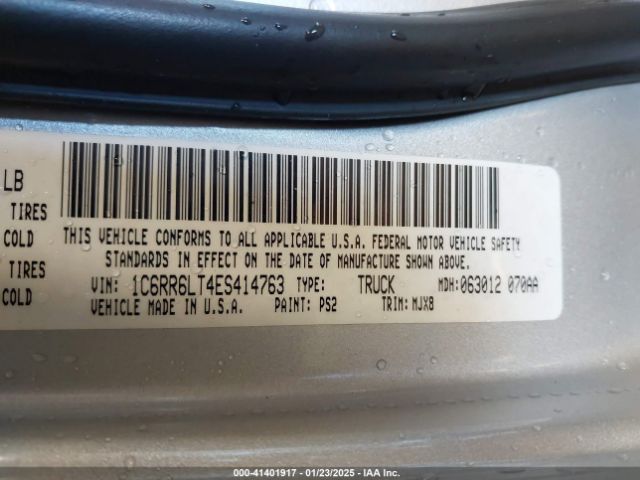 LB
TIRES
COLD
TIRES
COLD
THIS VEHICLE CONFORMS TO ALL APPLICABLE U.S.A. FEDERAL MOTOR VEHICLE SAFETY
STANDARDS IN EFFECT ON THE DATE OF MANUFACTURE SHOWN ABOVE.
VIN: 1C6RR6LT4ES414763 TYPE: TRUCK MDH: 063012 070AA
VEHICLE MADE IN U.S.A. PAINT: PS2 TRIM: MJX8
000-41401917 - 01/23/2025 - IAA Inc.